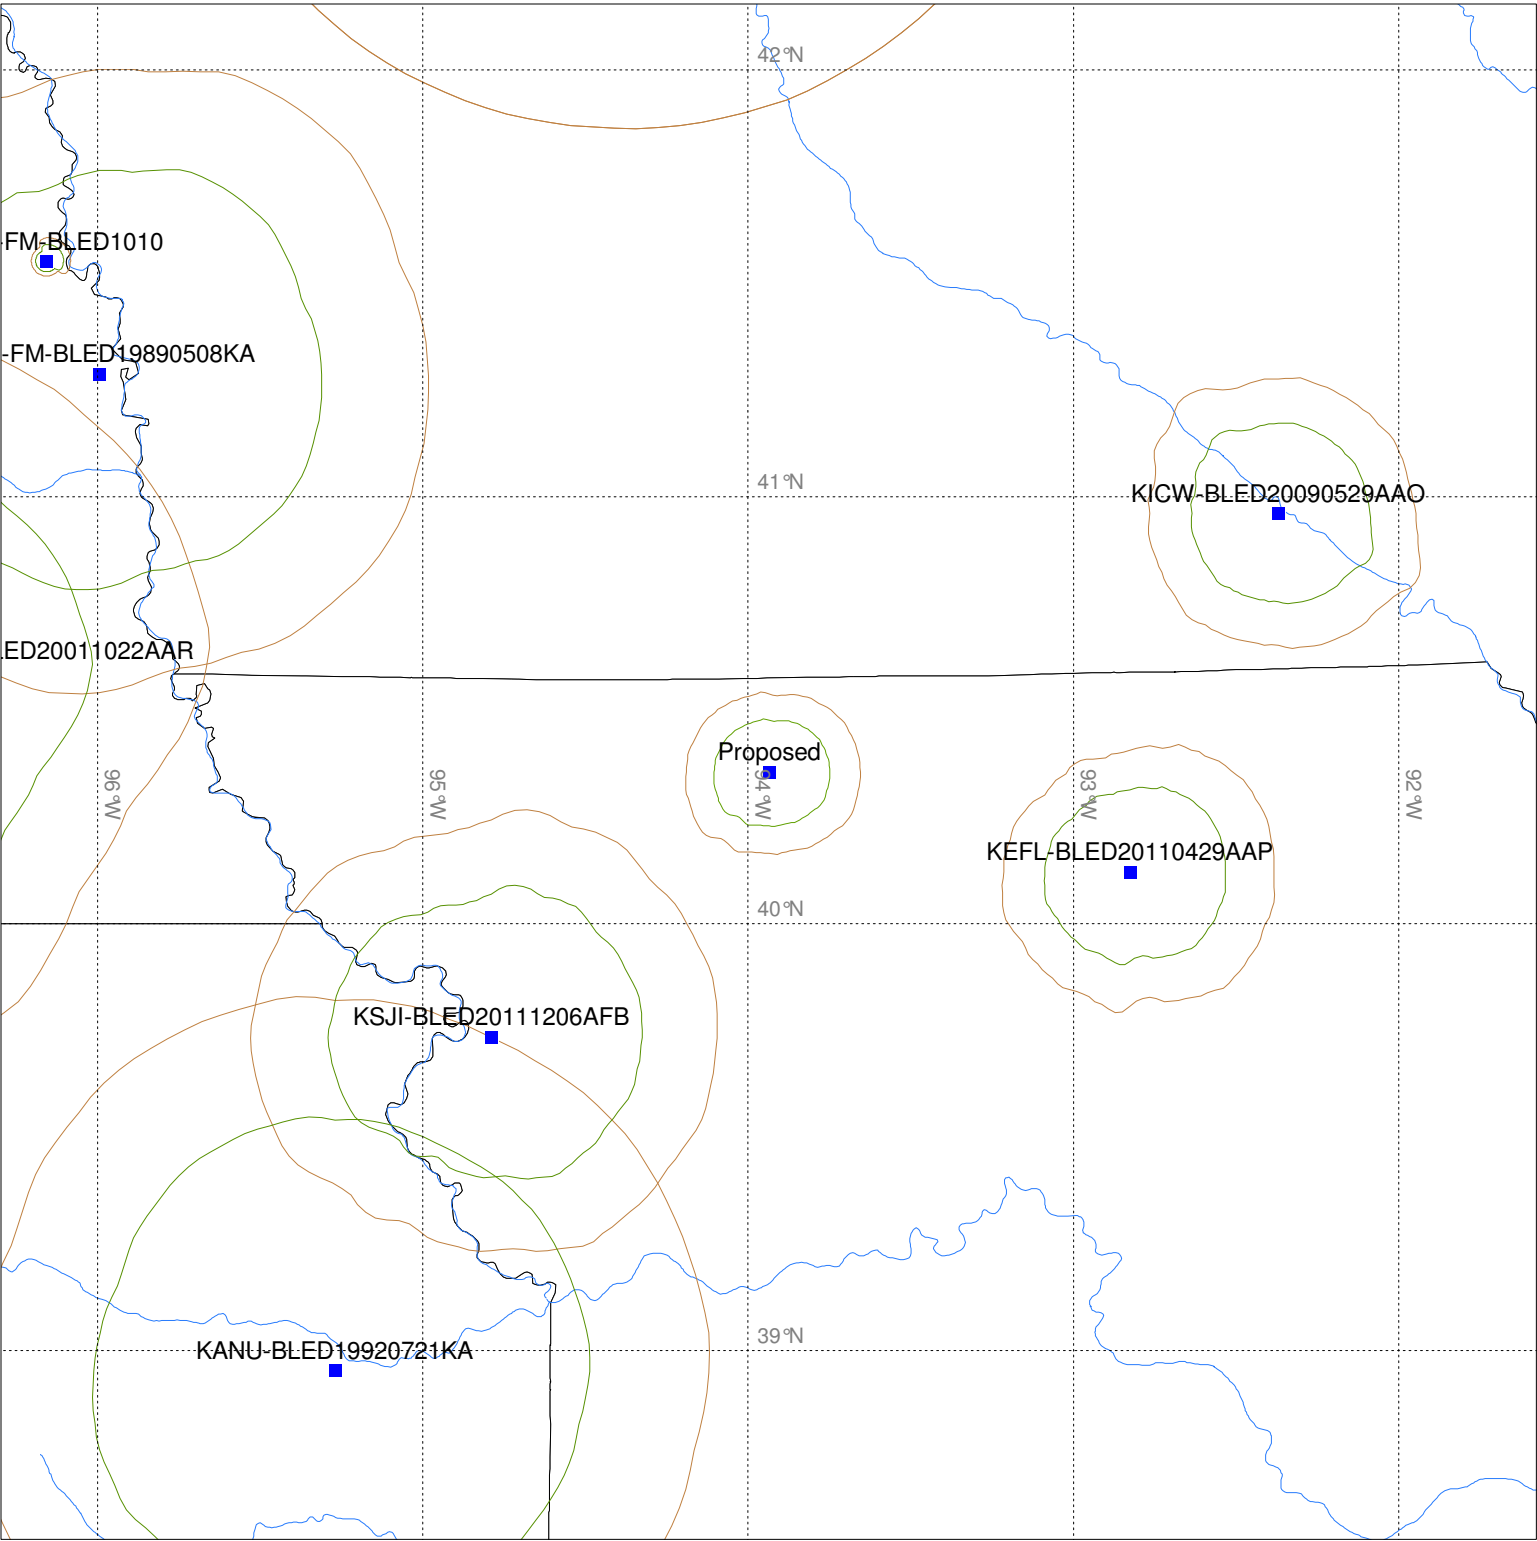 42°N
-FM-BLED1010
-FM-BLED19890508KA
41°N
KICW-BLED20090529AAO
LED20011022AAR
Proposed
96°W
95°W
94°W
93°W
92°W
KEFL-BLED20110429AAP
40°N
KSJI-BLED20111206AFB
39°N
KANU-BLED19920721KA